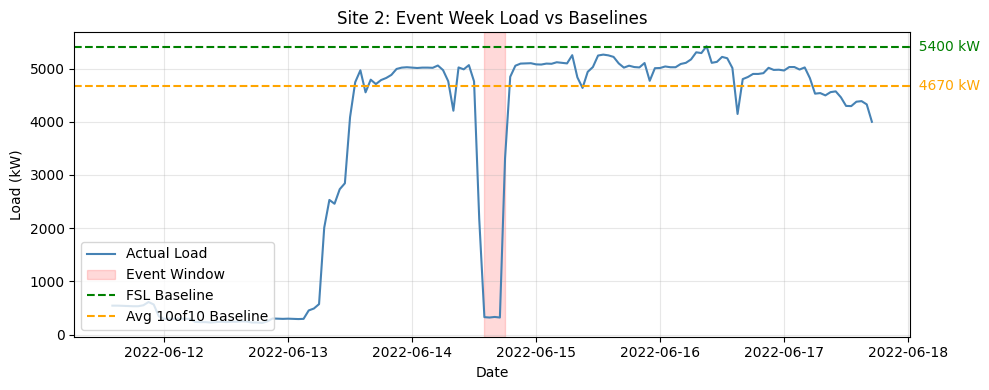 Site 2: Event Week Load vs Baselines
5400 kW
4670 kW
Load (kW)
5000
4000
3000
2000
1000
0
Actual Load
Event Window
FSL Baseline
Avg 10of10 Baseline
2022-06-12
2022-06-13
2022-06-14
2022-06-15
2022-06-16
2022-06-17
2022-06-18
Date